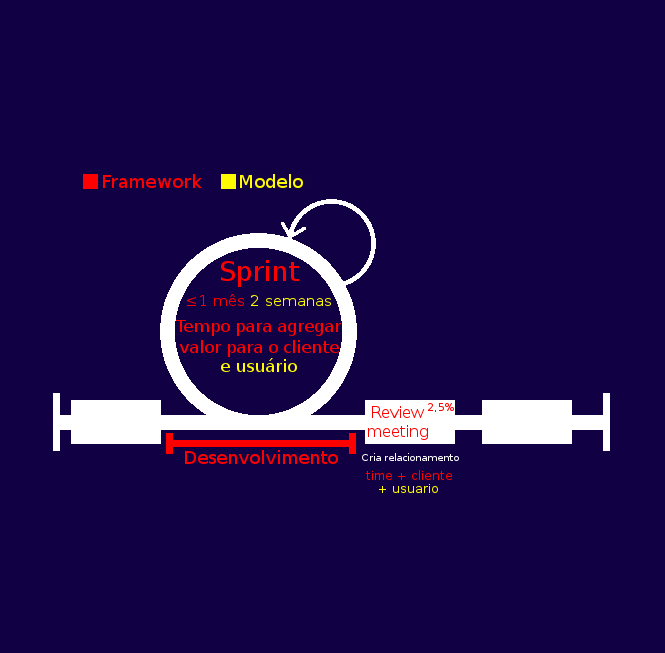 Framework Modelo
Sprint
≤1 mês 2 semanas
Tempo para agregar
valor para o cliente
e usuário
Review 2,5%
meeting
Desenvolvimento
Cria relacionamento
time + cliente
+ usuario